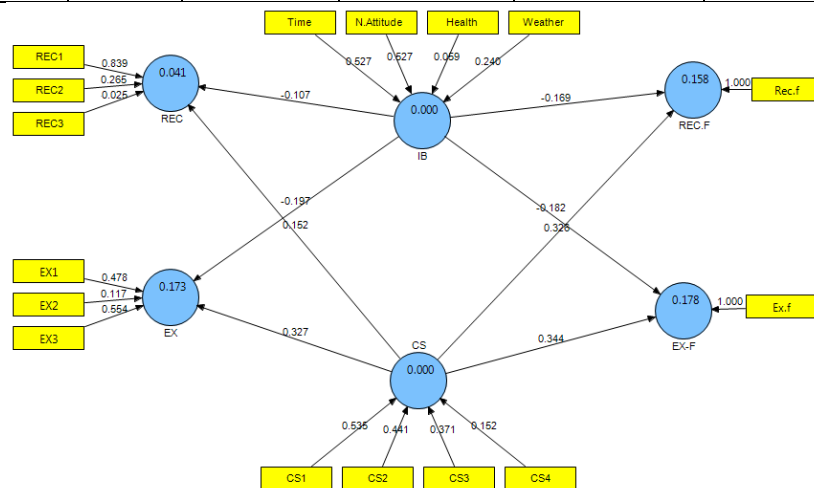 Time
N.Attitude
Health
Weather
REC1
REC2
REC3
0.839
0.265
0.025
0.041
REC
0.527
0.527
0.059
0.240
0.000
IB
0.158
REC.F
1.000
Rec.f
-0.107
-0.169
-0.197
0.152
-0.182
0.326
EX1
EX2
EX3
0.478
0.117
0.554
0.173
EX
0.327
CS
0.000
0.344
0.178
EX-F
1.000
Ex.f
0.535
0.441
0.371
0.152
CS1
CS2
CS3
CS4